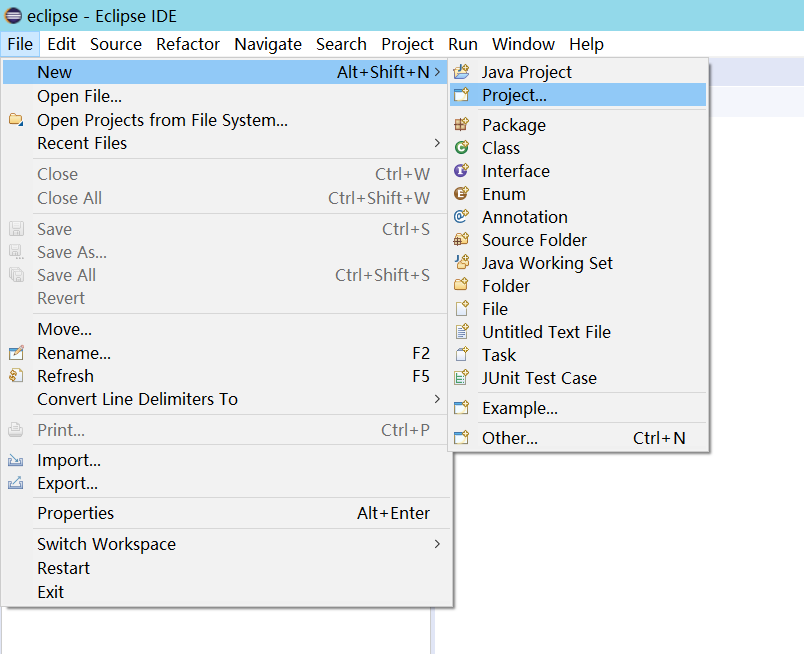 eclipse - Eclipse IDE
File Edit Source Refactor Navigate Search Project Run Window Help
New Alt+Shift+N
Open File...
Open Projects from File System...
Recent Files
Close Ctrl+W
Close All Ctrl+Shift+W
Save Ctrl+S
Save As...
Save All Ctrl+Shift+S
Revert
Move...
Rename... F2
Refresh F5
Convert Line Delimiters To
Print... Ctrl+P
Import...
Export...
Properties Alt+Enter
Switch Workspace
Restart
Exit
Java Project
Project...
Package
Class
Interface
Enum
Annotation
Source Folder
Java Working Set
Folder
File
Untitled Text File
Task
JUnit Test Case
Example...
Other... Ctrl+N